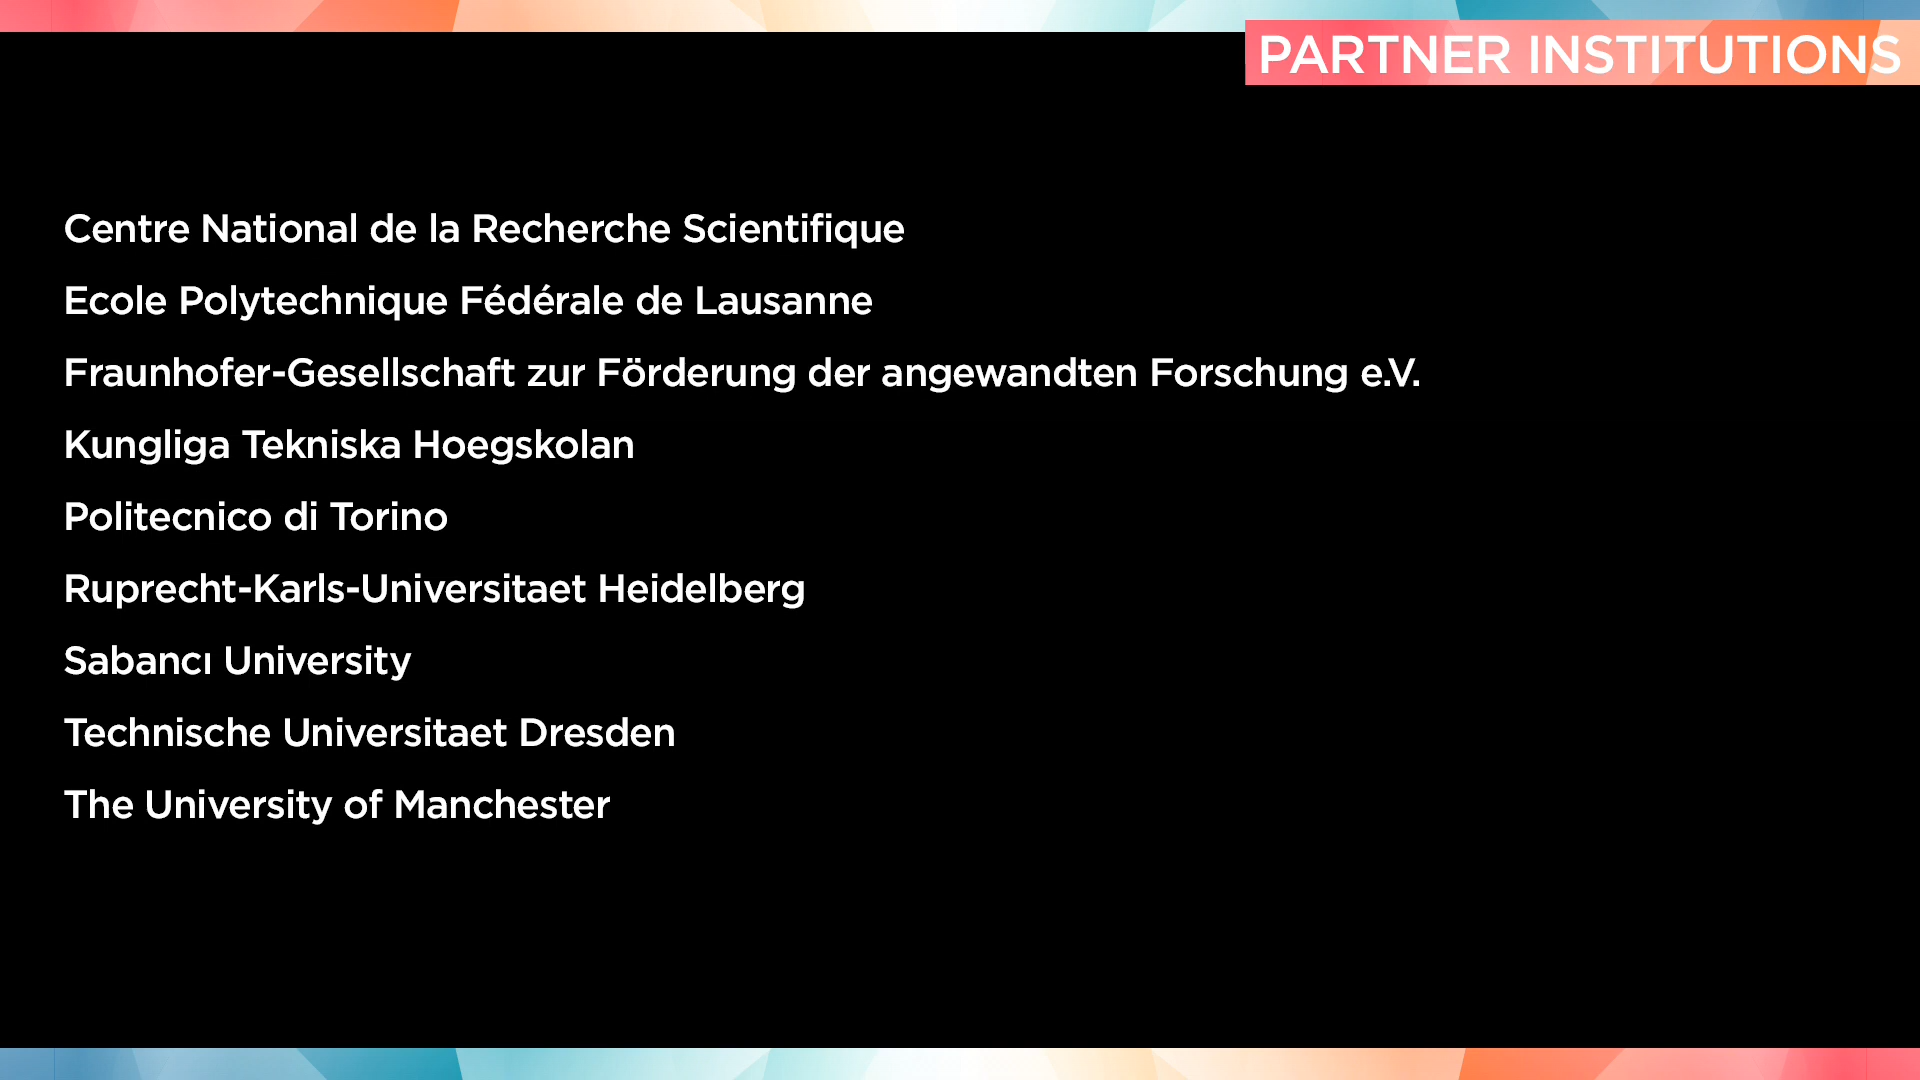 PARTNER INSTITUTIONS
Centre National de la Recherche Scientifique
Ecole Polytechnique Fédérale de Lausanne
Fraunhofer-Gesellschaft zur Förderung der angewandten Forschung e.V.
Kungliga Tekniska Hoegskolan
Politecnico di Torino
Ruprecht-Karls-Universitaet Heidelberg
Sabancı University
Technische Universitaet Dresden
The University of Manchester